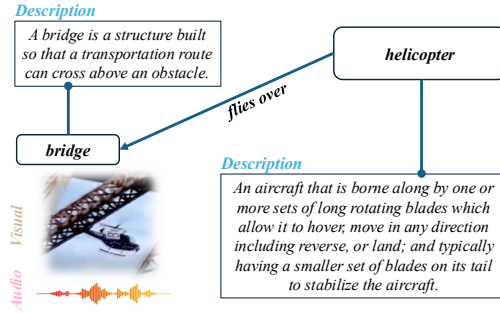 Description
A bridge is a structure built
so that a transportation route
can cross above an obstacle.
helicopter
flies over
bridge
Description
An aircraft that is borne along by one or
more sets of long rotating blades which
allow it to hover, move in any direction
including reverse, or land; and typically
having a smaller set of blades on its tail
to stabilize the aircraft.
Visual
Audio